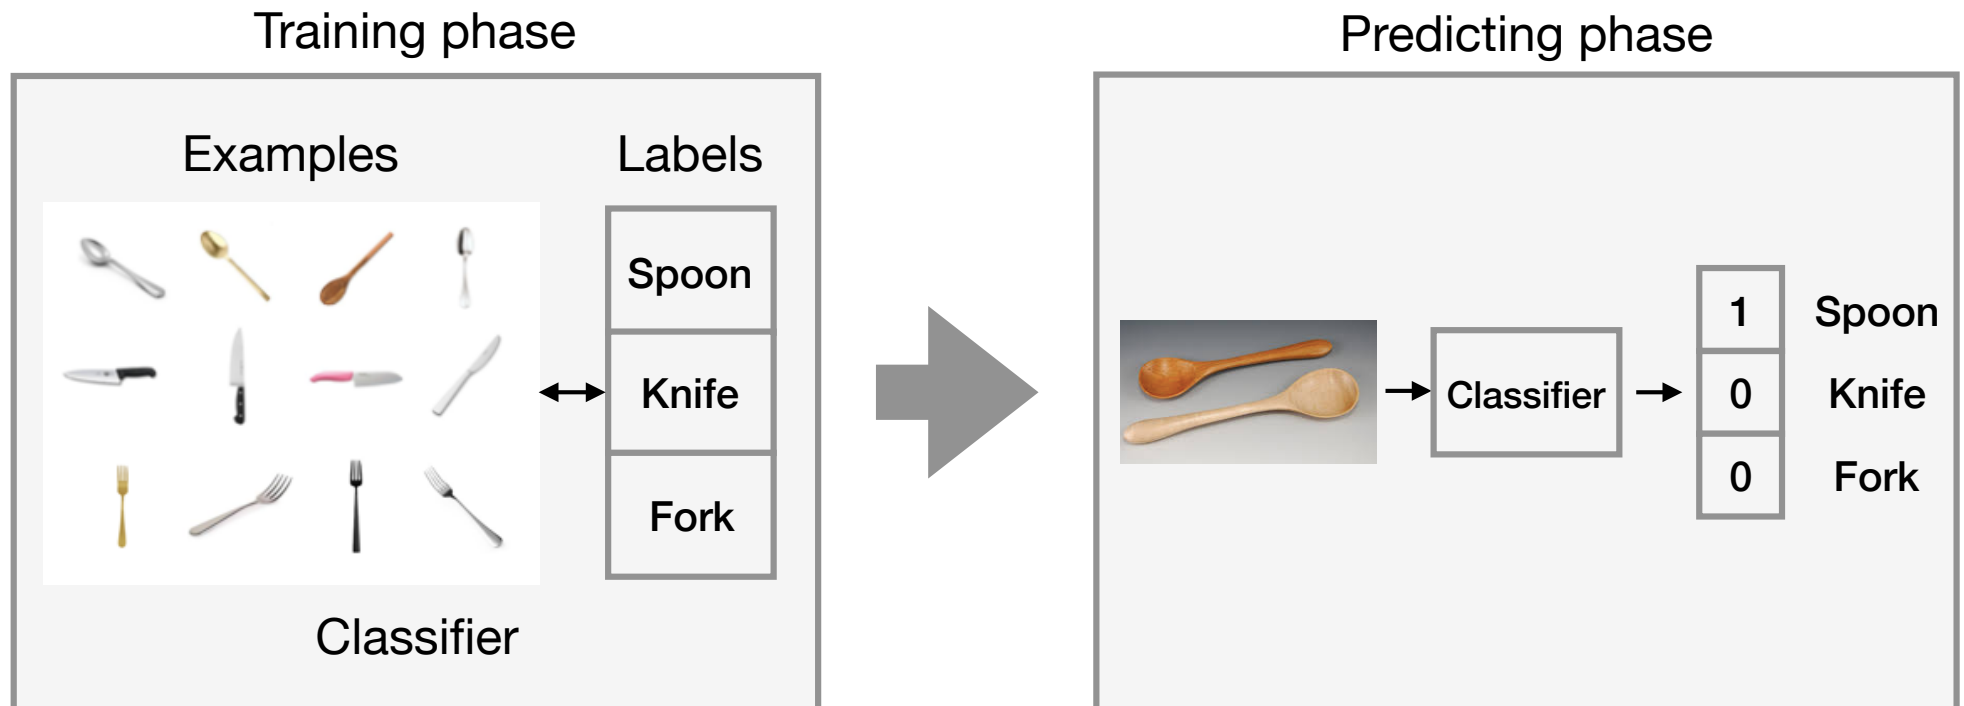 Training phase
Examples
Labels
Spoon
Knife
Fork
Classifier
Predicting phase
Classifier
1 Spoon
0 Knife
0 Fork